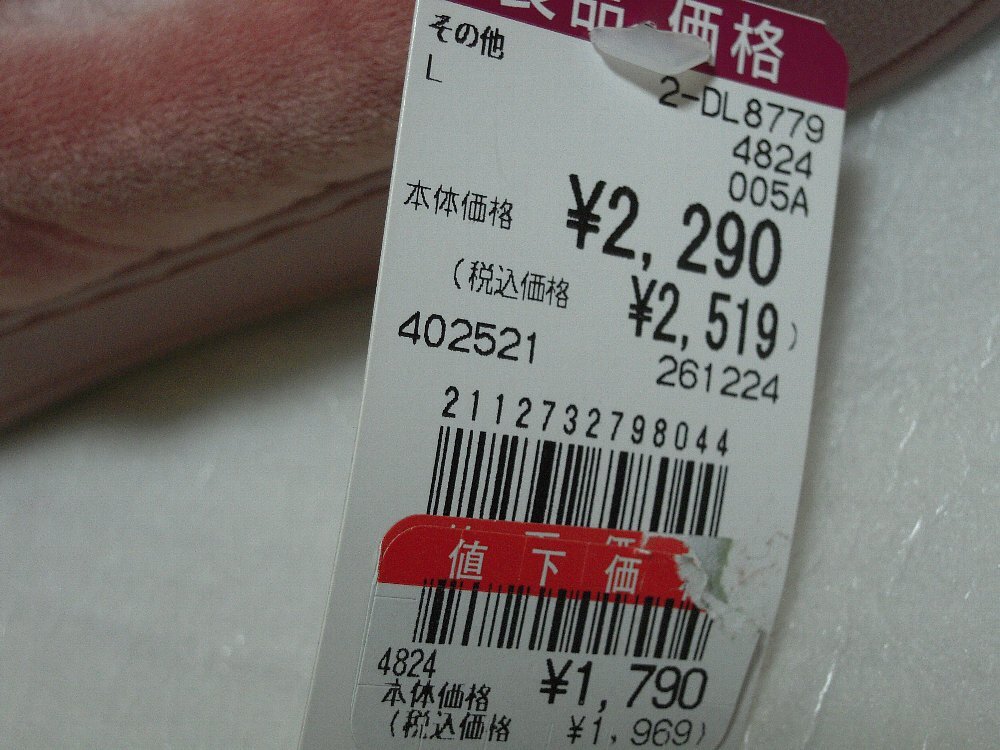 良品 価格
その他
L
2-DL8779
4824
005A
本体価格 ¥2,290
(税込価格 ¥2,519)
402521
261224
2112732798044
値下価
4824
本体価格 ¥1,790
(税込価格 ¥1,969)